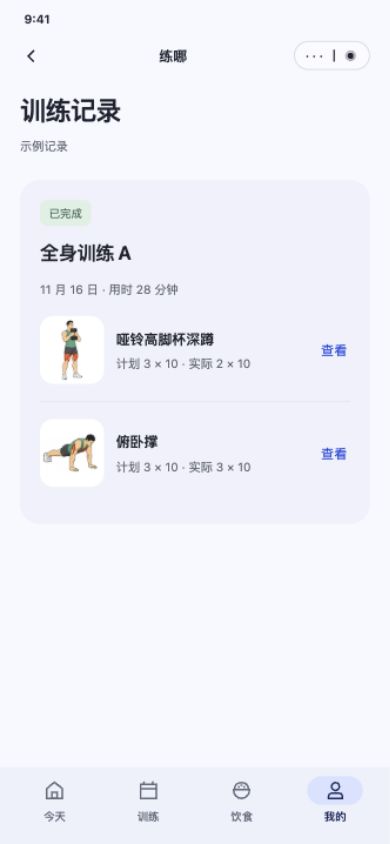 9:41
练哪
训练记录
示例记录
已完成
全身训练 A
11 月 16 日 · 用时 28 分钟
哑铃高脚杯深蹲
计划 3 × 10 · 实际 2 × 10
查看
俯卧撑
计划 3 × 10 · 实际 3 × 10
查看
今天
训练
饮食
我的